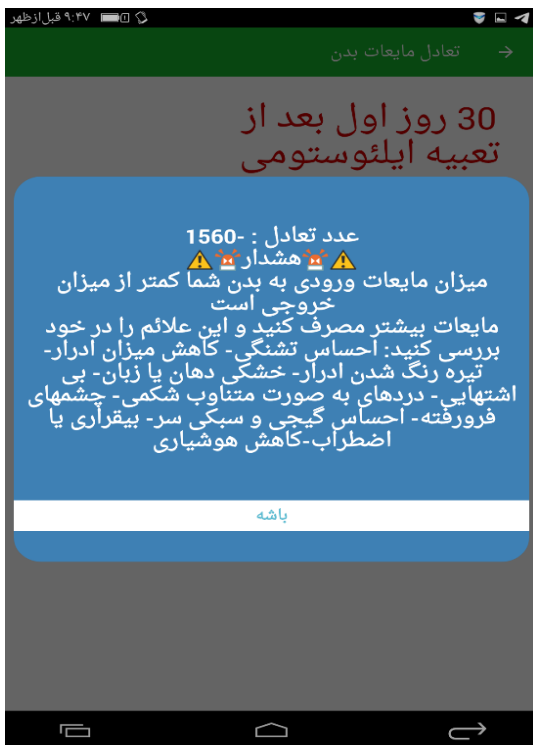 ۹:۴۷ قبل‌ازظهر
تعادل مایعات بدن
30 روز اول بعد از
تعبیه ایلئوستومی
عدد تعادل : -1560
⚠️🚨هشدار🚨⚠️
میزان مایعات ورودی به بدن شما کمتر از میزان
خروجی است
مایعات بیشتر مصرف کنید و این علائم را در خود
بررسی کنید: احساس تشنگی- کاهش میزان ادرار-
تیره رنگ شدن ادرار- خشکی دهان یا زبان- بی
اشتهایی- دردهای به صورت متناوب شکمی- چشمهای
فرورفته- احساس گیجی و سبکی سر- بیقراری یا
اضطراب-کاهش هوشیاری
باشه